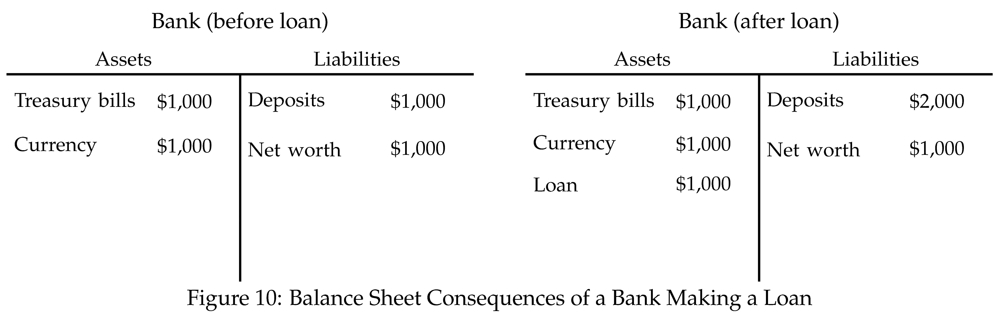 Bank (before loan)
Assets Liabilities
Treasury bills $1,000 Deposits $1,000
Currency $1,000 Net worth $1,000
Bank (after loan)
Assets Liabilities
Treasury bills $1,000 Deposits $2,000
Currency $1,000 Net worth $1,000
Loan $1,000
Figure 10: Balance Sheet Consequences of a Bank Making a Loan